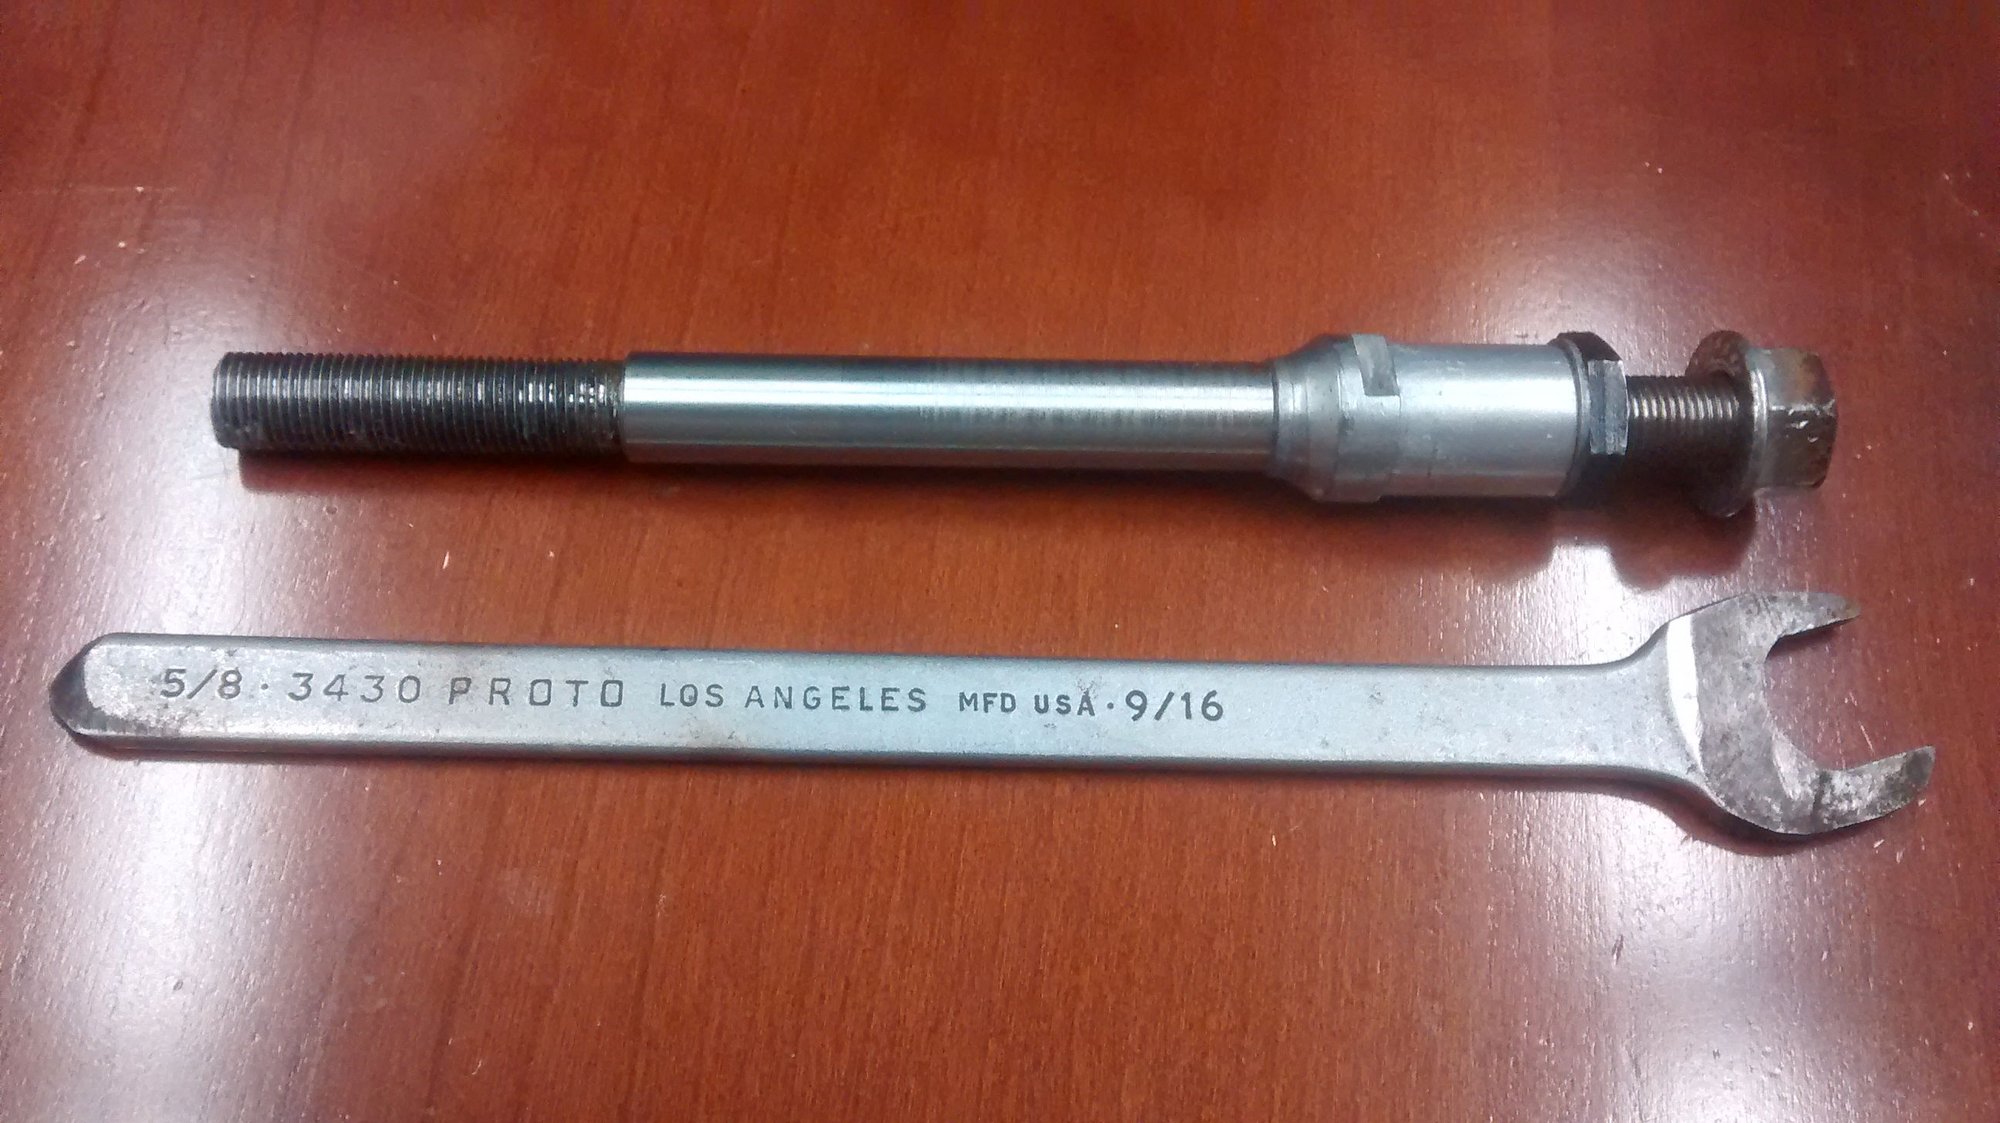 5/8 · 3430 PROTO LOS ANGELES MFD USA · 9/16